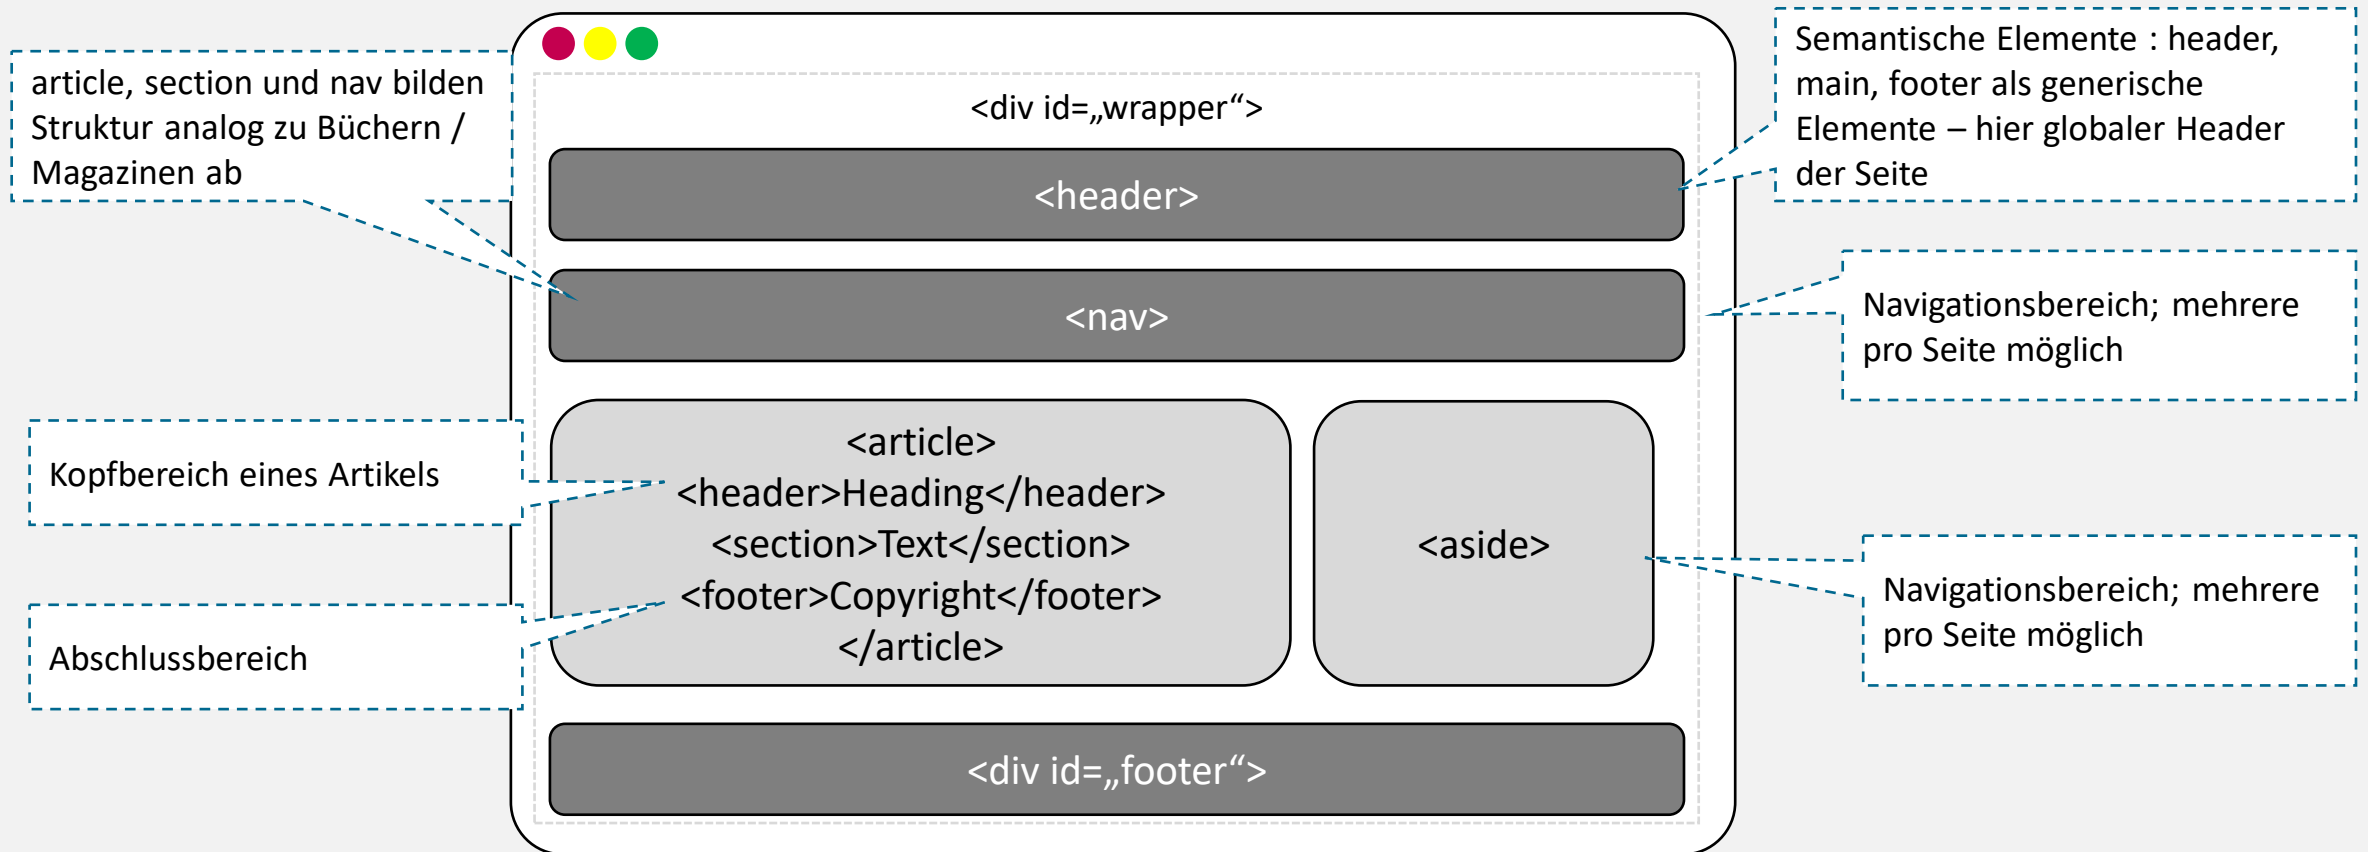 article, section und nav bilden
Struktur analog zu Büchern /
Magazinen ab
<div id=„wrapper“>
Semantische Elemente : header,
main, footer als generische
Elemente – hier globaler Header
der Seite
<header>
<nav>
Navigationsbereich; mehrere
pro Seite möglich
Kopfbereich eines Artikels
<article>
<header>Heading</header>
<section>Text</section>
<footer>Copyright</footer>
</article>
<aside>
Navigationsbereich; mehrere
pro Seite möglich
Abschlussbereich
<div id=„footer“>